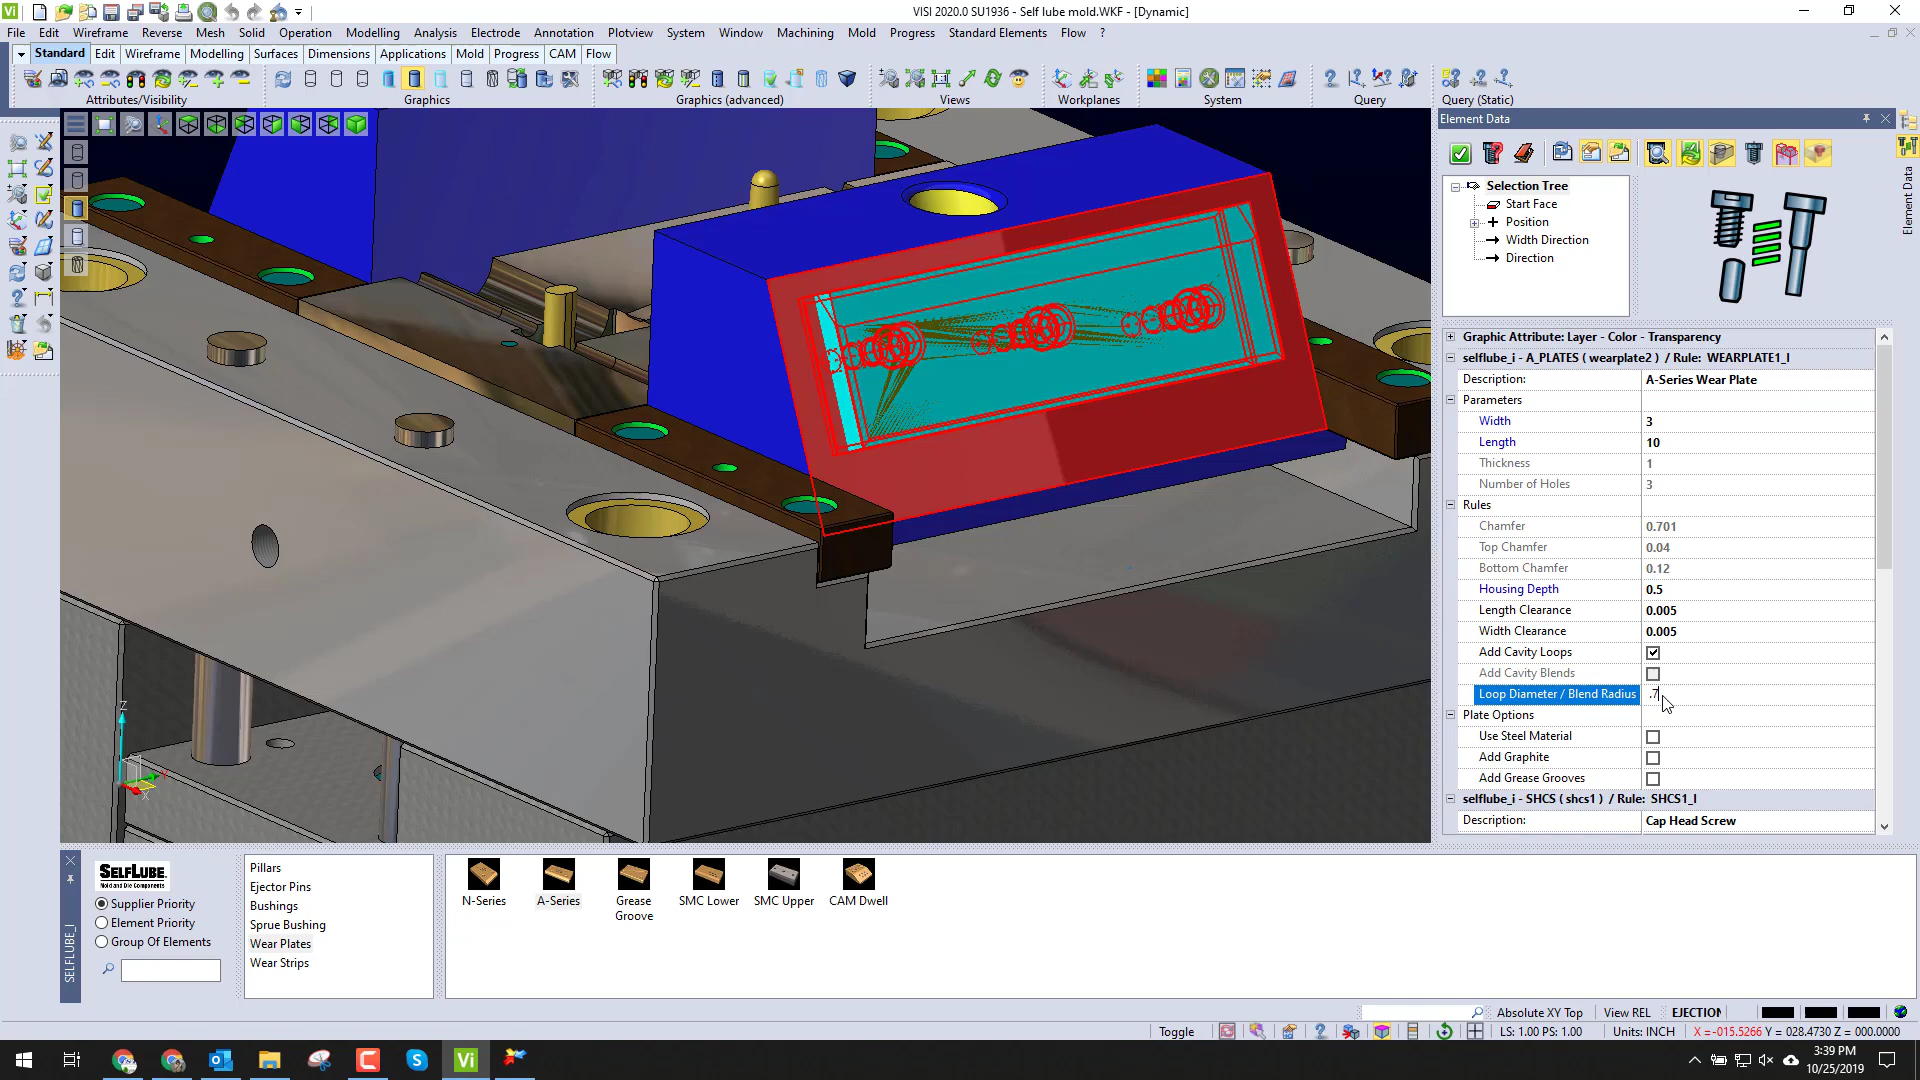 VISI 2020.0 SU1936 - Self lube mold.WKF - [Dynamic]
File Edit Wireframe Reverse Mesh Solid Operation Modelling Analysis Electrode Annotation Plotview System Window Machining Mold Progress Standard Elements Flow ?
Standard Edit Wireframe Modelling Surfaces Dimensions Applications Mold Progress CAM Flow
Attributes/Visibility Graphics Graphics (advanced) Views Workplanes System Query Query (Static)
Element Data
Selection Tree
Start Face
Position
Width Direction
Direction
Element Data
Graphic Attribute: Layer - Color - Transparency
selflube_i - A_PLATES ( wearplate2 ) / Rule: WEARPLATE1_I
Description: A-Series Wear Plate
Parameters
Width 3
Length 10
Thickness 1
Number of Holes 3
Rules
Chamfer 0.701
Top Chamfer 0.04
Bottom Chamfer 0.12
Housing Depth 0.5
Length Clearance 0.005
Width Clearance 0.005
Add Cavity Loops
Add Cavity Blends
Loop Diameter / Blend Radius .7
Plate Options
Use Steel Material
Add Graphite
Add Grease Grooves
selflube_i - SHCS ( shcs1 ) / Rule: SHCS1_I
Description: Cap Head Screw
Z
Y
X
SELFLUBE_I
SELFLUBE
Mold and Die Components
Supplier Priority
Element Priority
Group Of Elements
Pillars
Ejector Pins
Bushings
Sprue Bushing
Wear Plates
Wear Strips
N-Series A-Series Grease Groove SMC Lower SMC Upper CAM Dwell
Absolute XY Top View REL EJECTION
Toggle LS: 1.00 PS: 1.00 Units: INCH X =-015.5266 Y = 028.4730 Z = 000.0000
3:39 PM
10/25/2019